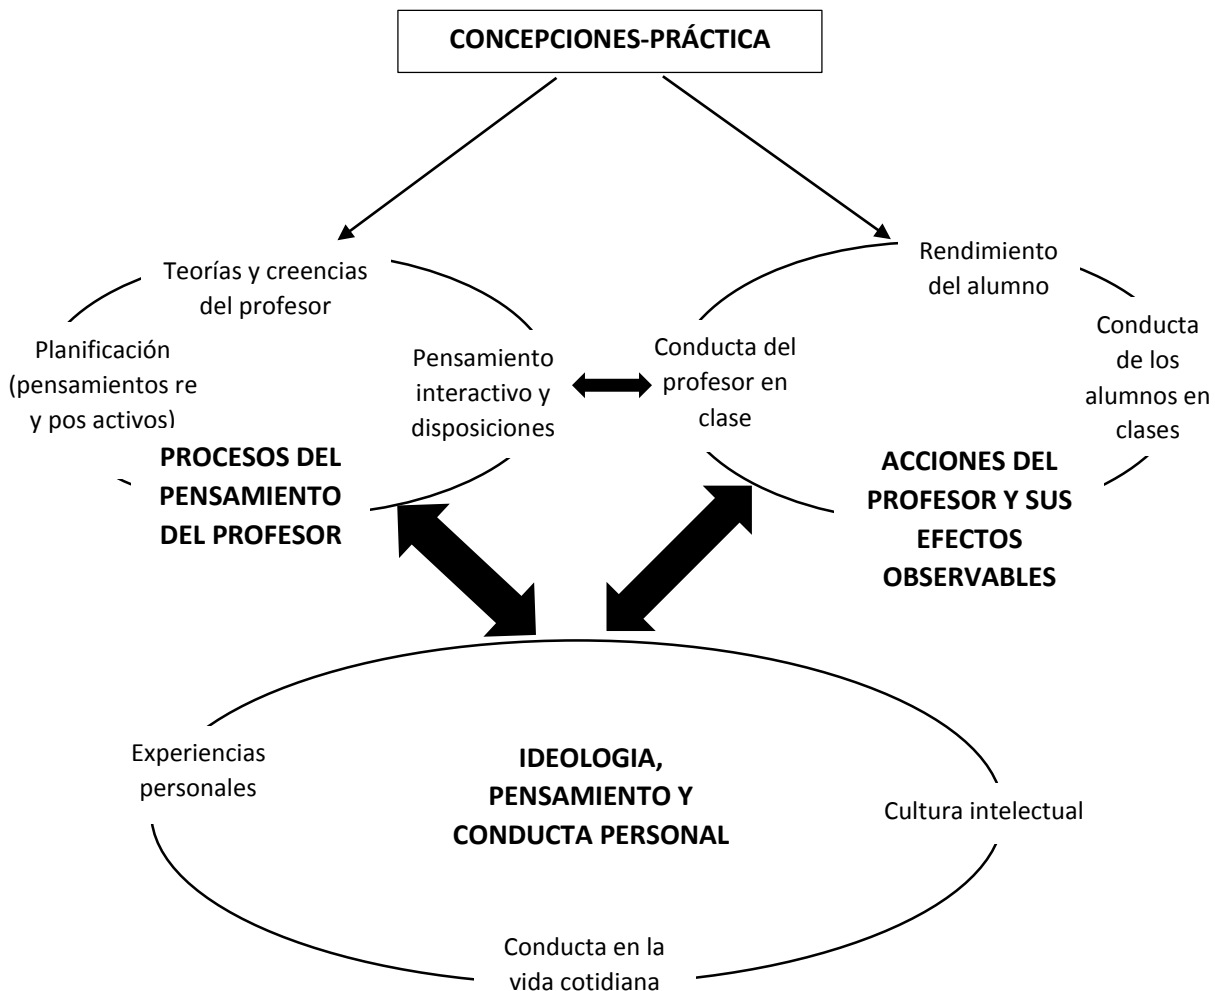 CONCEPCIONES-PRÁCTICA
Teorías y creencias
del profesor
Planificación
(pensamientos re
y pos activos)
Pensamiento
interactivo y
disposiciones
PROCESOS DEL
PENSAMIENTO
DEL PROFESOR
Rendimiento
del alumno
Conducta del
profesor en
clase
Conducta
de los
alumnos en
clases
ACCIONES DEL
PROFESOR Y SUS
EFECTOS
OBSERVABLES
Experiencias
personales
IDEOLOGIA,
PENSAMIENTO Y
CONDUCTA PERSONAL
Cultura intelectual
Conducta en la
vida cotidiana